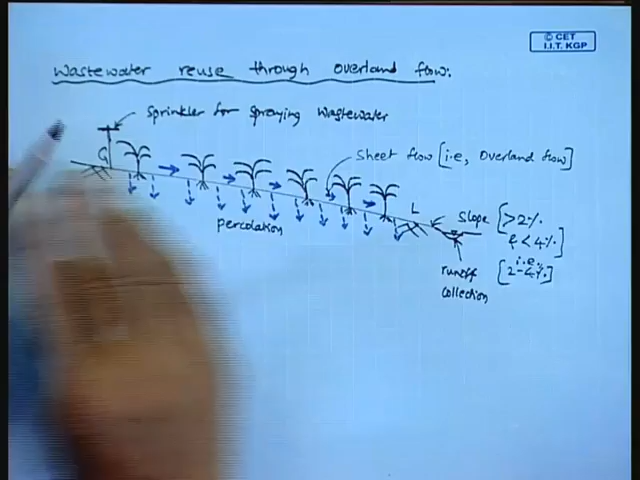 © CET
I.I.T. KGP
Wastewater reuse through overland flow:
Sprinkler for spraying wastewater
G
Sheet flow [i.e, overland flow]
L
Slope [>2%
& <4%]
i.e.
[2-4%]
percolation
runoff
collection